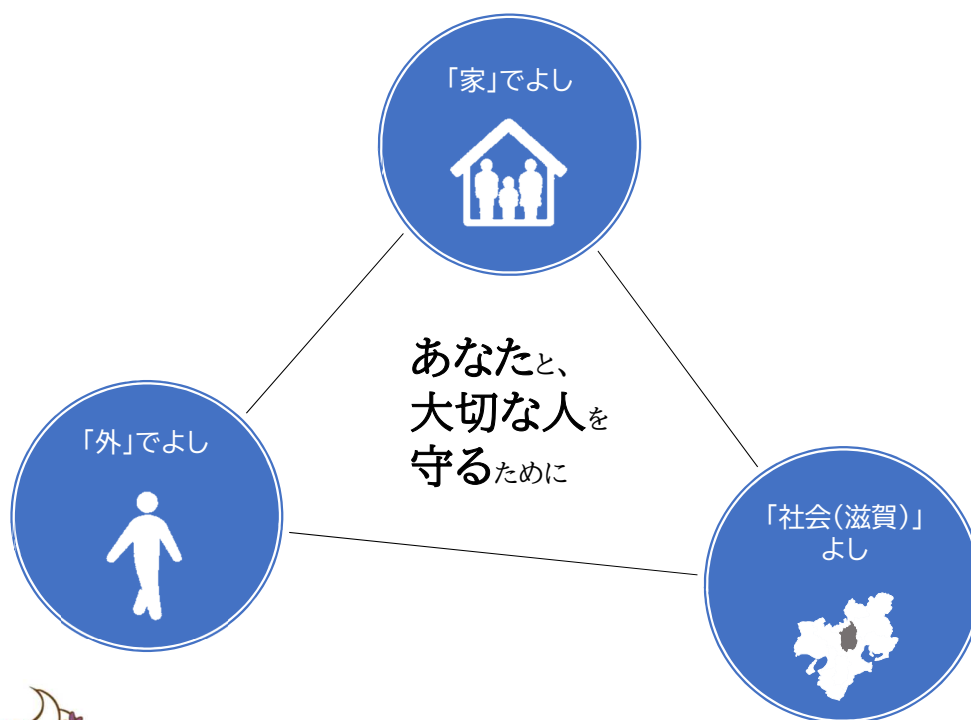 「家」でよし
あなたと、
大切な人を
守るために
「外」でよし
「社会(滋賀)」
よし